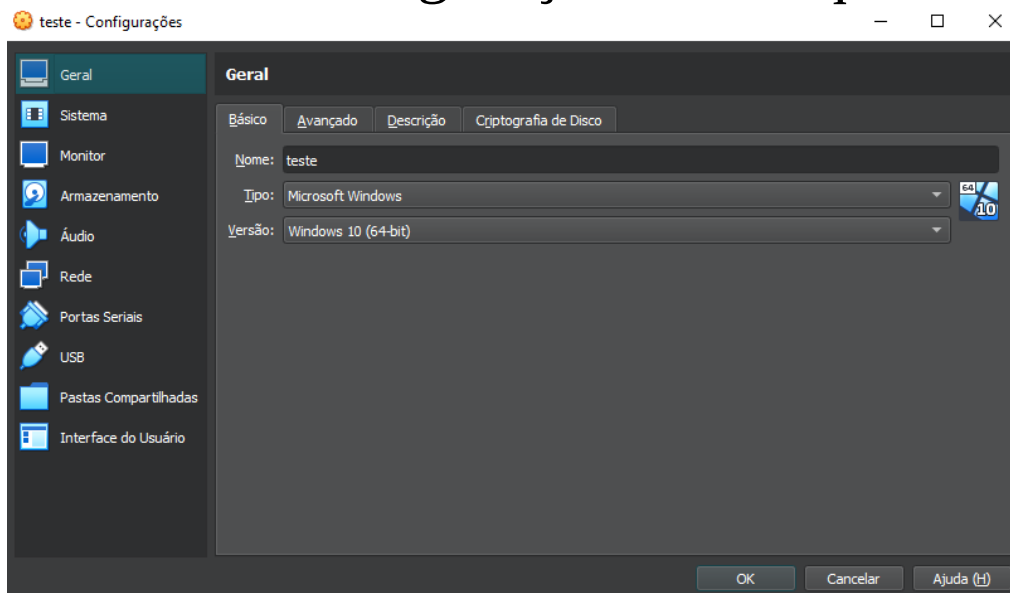 teste - Configurações
Geral
Sistema
Monitor
Armazenamento
Áudio
Rede
Portas Seriais
USB
Pastas Compartilhadas
Interface do Usuário
Geral
Básico Avançado Descrição Criptografia de Disco
Nome: teste
Tipo: Microsoft Windows
64
10
Versão: Windows 10 (64-bit)
OK Cancelar Ajuda (H)